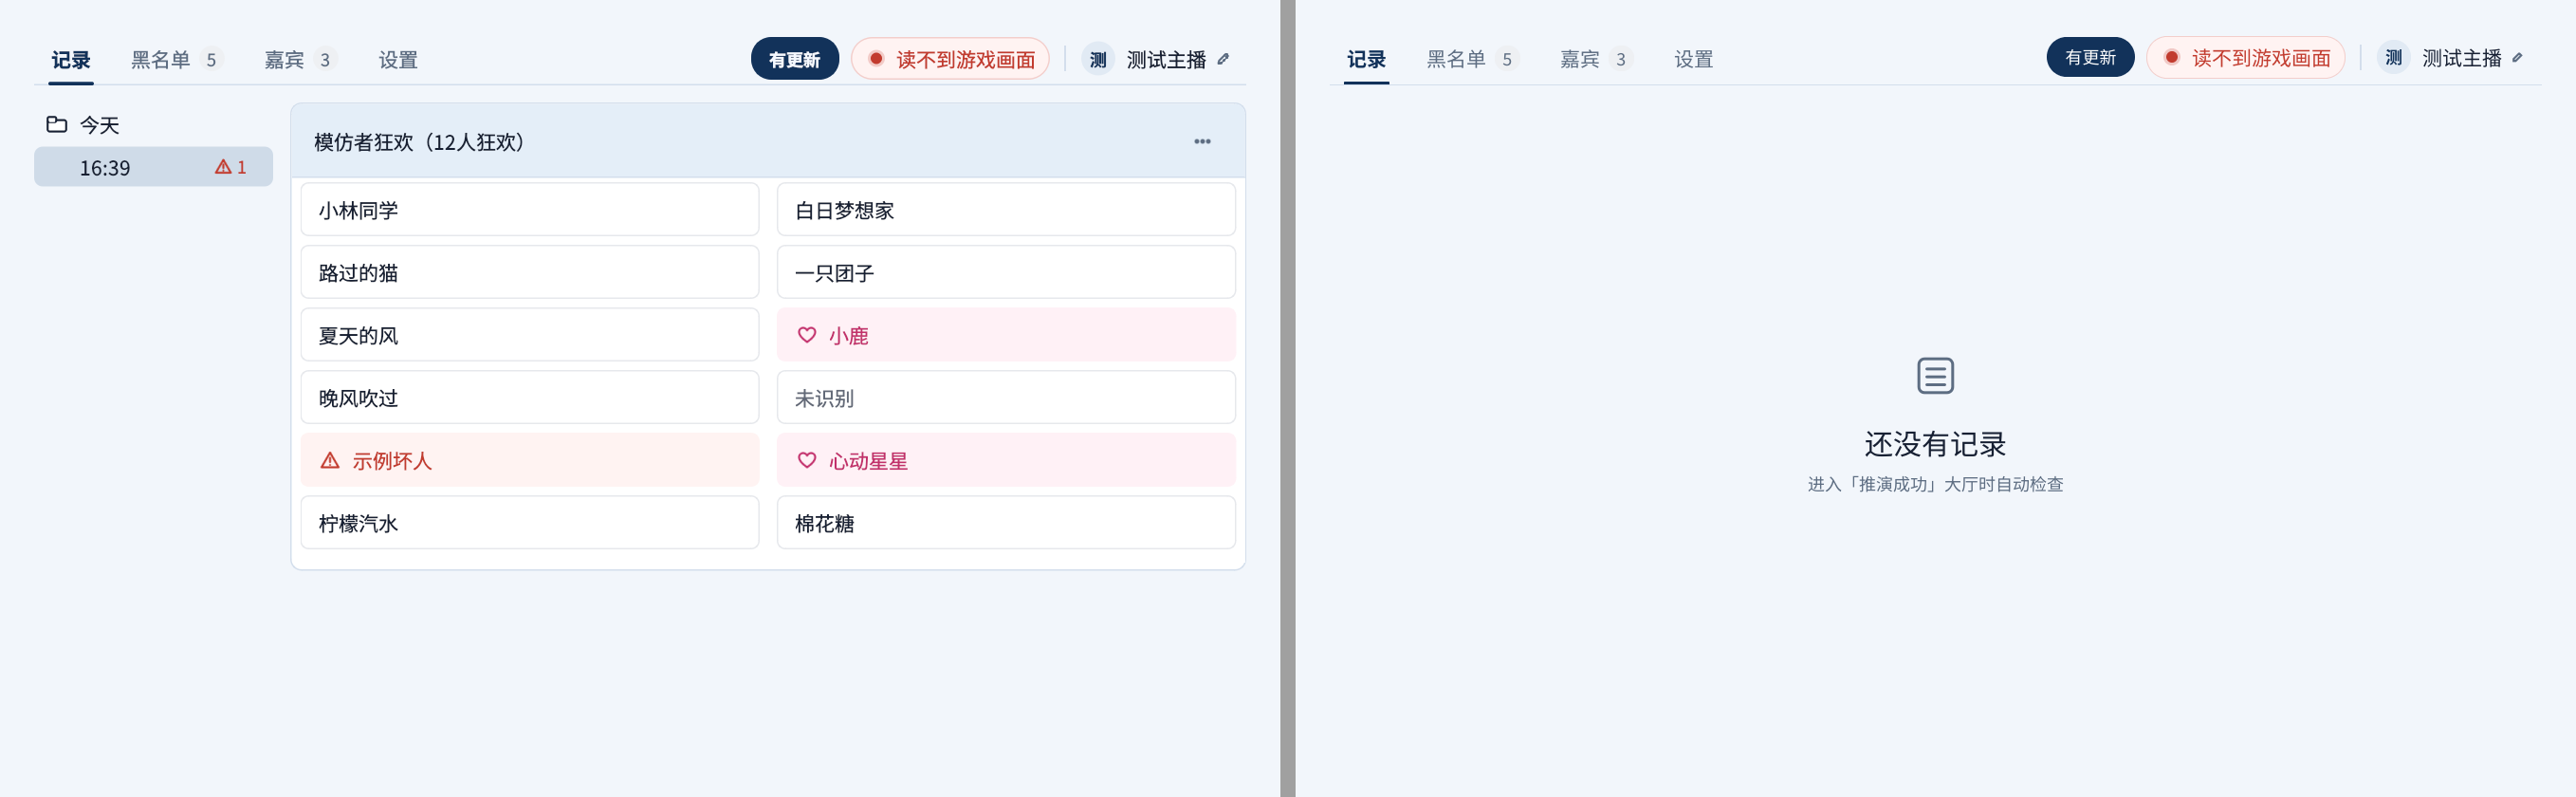 记录 黑名单 5 嘉宾 3 设置 有更新 读不到游戏画面 测 测试主播
今天
16:39 1
模仿者狂欢（12人狂欢）
小林同学 白日梦想家
路过的猫 一只团子
夏天的风 小鹿
晚风吹过 未识别
示例坏人 心动星星
柠檬汽水 棉花糖
记录 黑名单 5 嘉宾 3 设置 有更新 读不到游戏画面 测 测试主播
还没有记录
进入「推演成功」大厅时自动检查